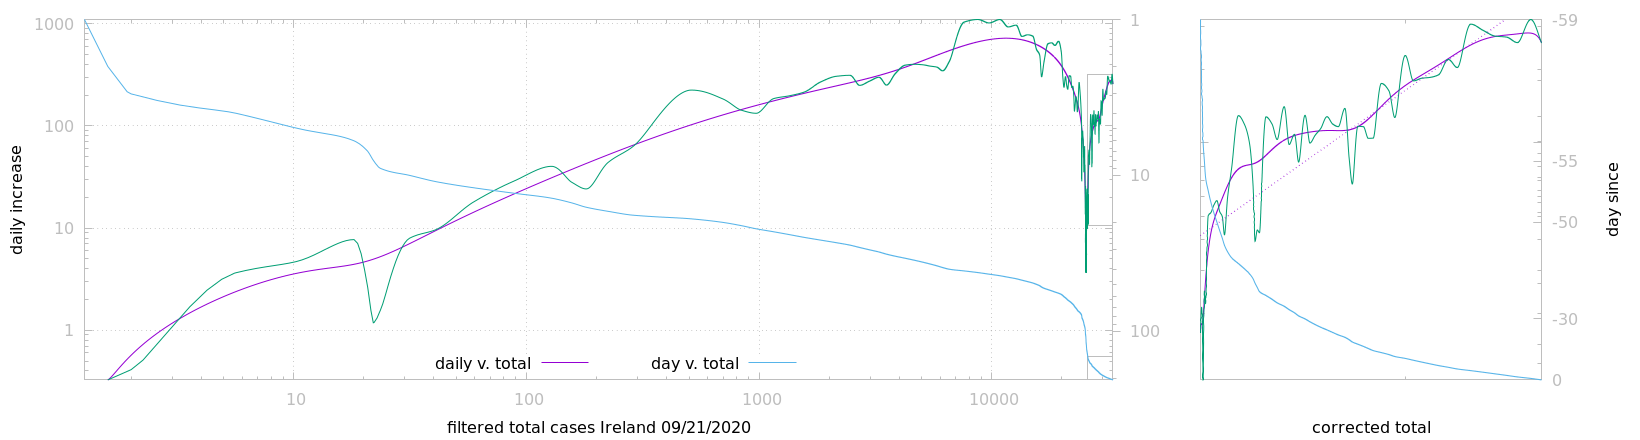 1000
100
10
1
daily increase
10
100
1000
10000
filtered total cases Ireland 09/21/2020
daily v. total
day v. total
1
10
100
-59
-55
-50
-30
0
day since
corrected total